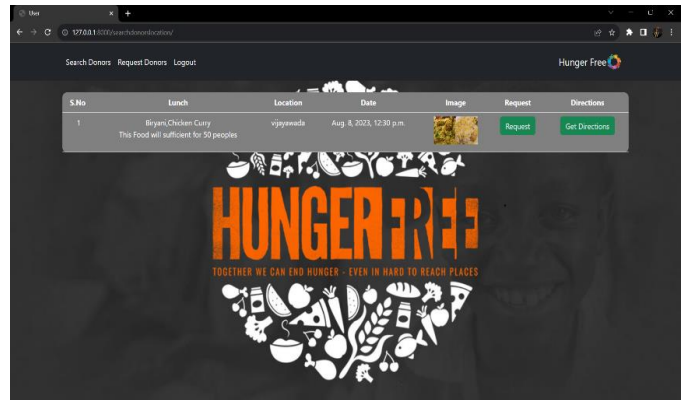 User
127.0.0.1:8000/searchdonorslocation/
Search Donors Request Donors Logout
Hunger Free
S.No Lunch Location Date Image Request Directions
1 Biryani,Chicken Curry vijayawada Aug. 8, 2023, 12:30 p.m. Request Get Directions
This Food will sufficient for 50 peoples
HUNGER FREE
TOGETHER WE CAN END HUNGER - EVEN IN HARD TO REACH PLACES